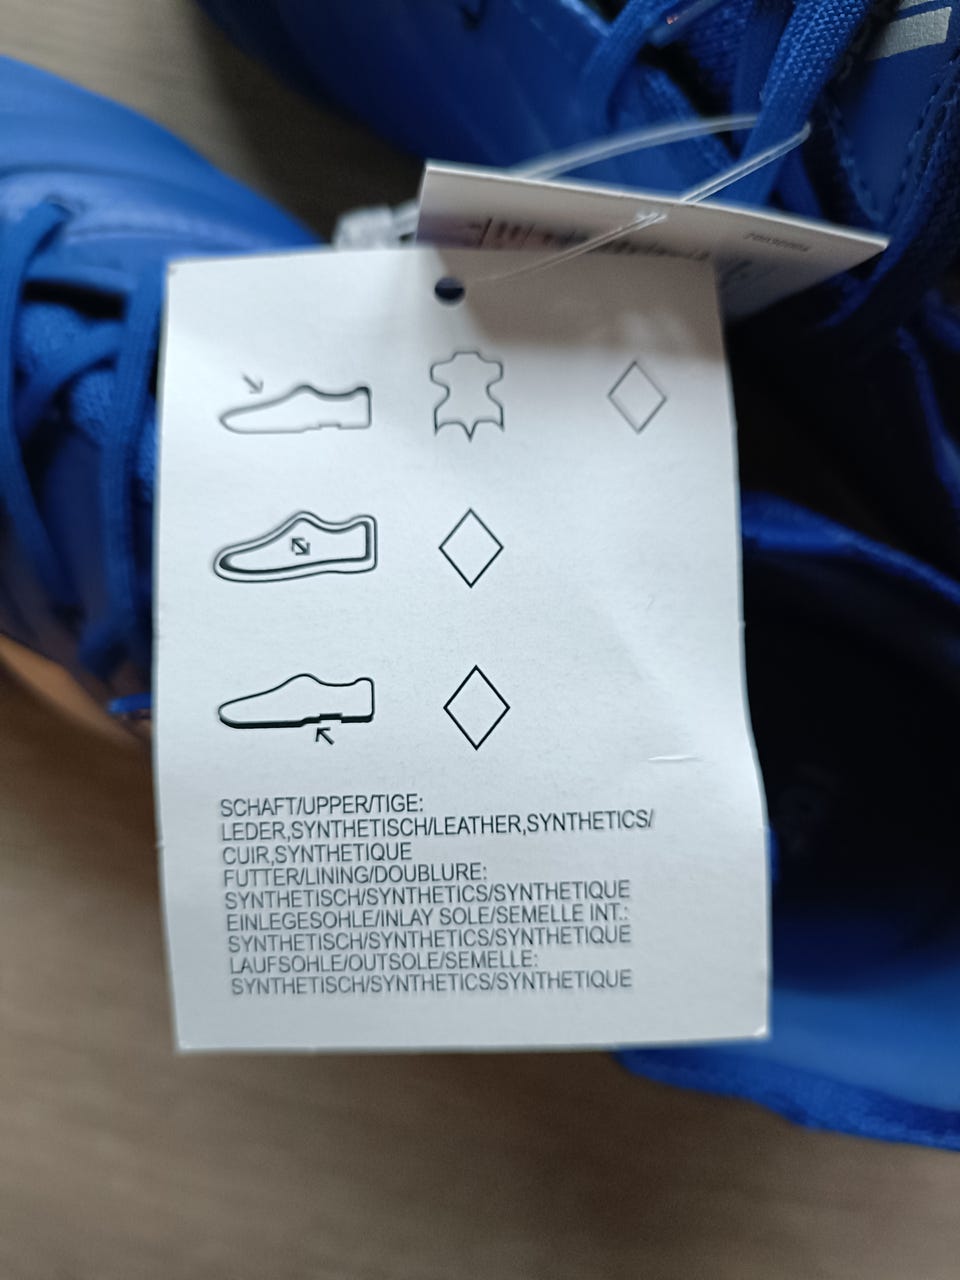 SCHAFT/UPPER/TIGE:
LEDER,SYNTHETISCH/LEATHER,SYNTHETICS/
CUIR,SYNTHETIQUE
FUTTER/LINING/DOUBLURE:
SYNTHETISCH/SYNTHETICS/SYNTHETIQUE
EINLEGESOHLE/INLAY SOLE/SEMELLE INT.:
SYNTHETISCH/SYNTHETICS/SYNTHETIQUE
LAUFSOHLE/OUTSOLE/SEMELLE:
SYNTHETISCH/SYNTHETICS/SYNTHETIQUE